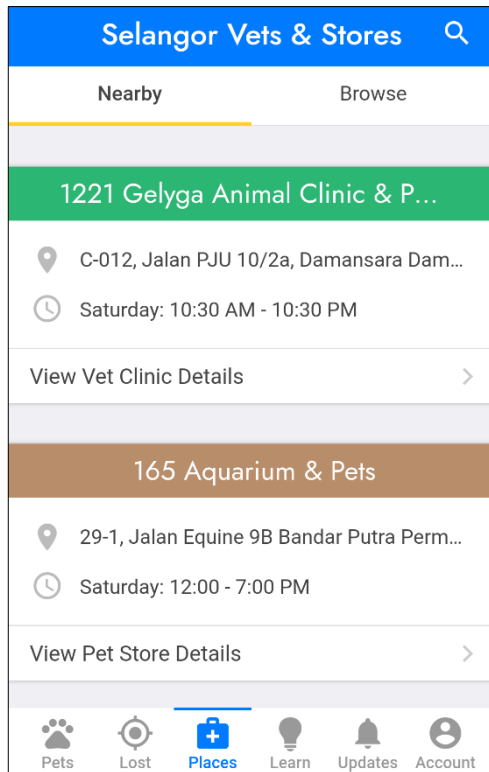 Selangor Vets & Stores
Nearby
Browse
1221 Gelyga Animal Clinic & P...
C-012, Jalan PJU 10/2a, Damansara Dam...
Saturday: 10:30 AM - 10:30 PM
View Vet Clinic Details
165 Aquarium & Pets
29-1, Jalan Equine 9B Bandar Putra Perm...
Saturday: 12:00 - 7:00 PM
View Pet Store Details
Pets
Lost
Places
Learn
Updates
Account